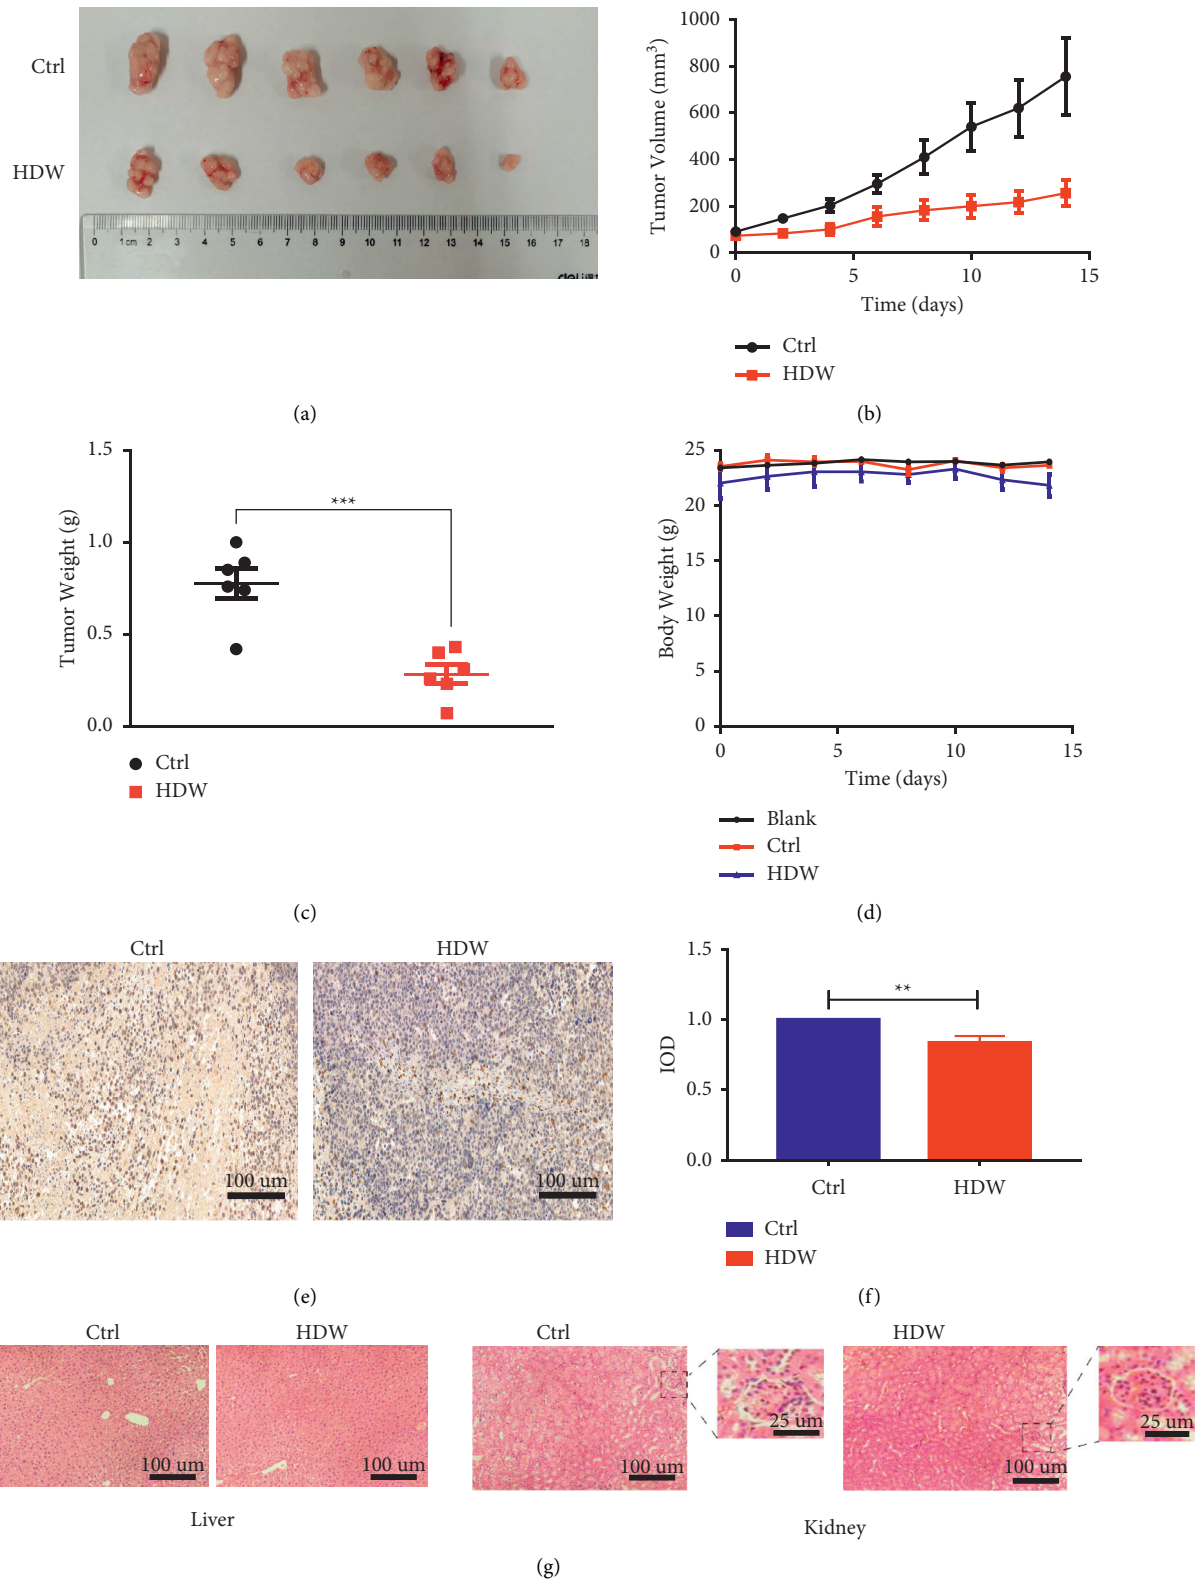 Ctrl
HDW
0 1cm 2 3 4 5 6 7 8 9 10 11 12 13 14 15 16 17 18
deli
(a)
Tumor Volume (mm³)
1000
800
600
400
200
0
0 5 10 15
Time (days)
Ctrl
HDW
(b)
Tumor Weight (g)
1.5
1.0
0.5
0.0
***
Ctrl
HDW
(c)
Body Weight (g)
25
20
15
10
5
0
0 5 10 15
Time (days)
Blank
Ctrl
HDW
(d)
Ctrl HDW
100 um 100 um
(e)
IOD
1.5
1.0
0.5
0.0
**
Ctrl HDW
Ctrl
HDW
(f)
Ctrl HDW Ctrl HDW
25 um 25 um
100 um 100 um 100 um 100 um
Liver
Kidney
(g)